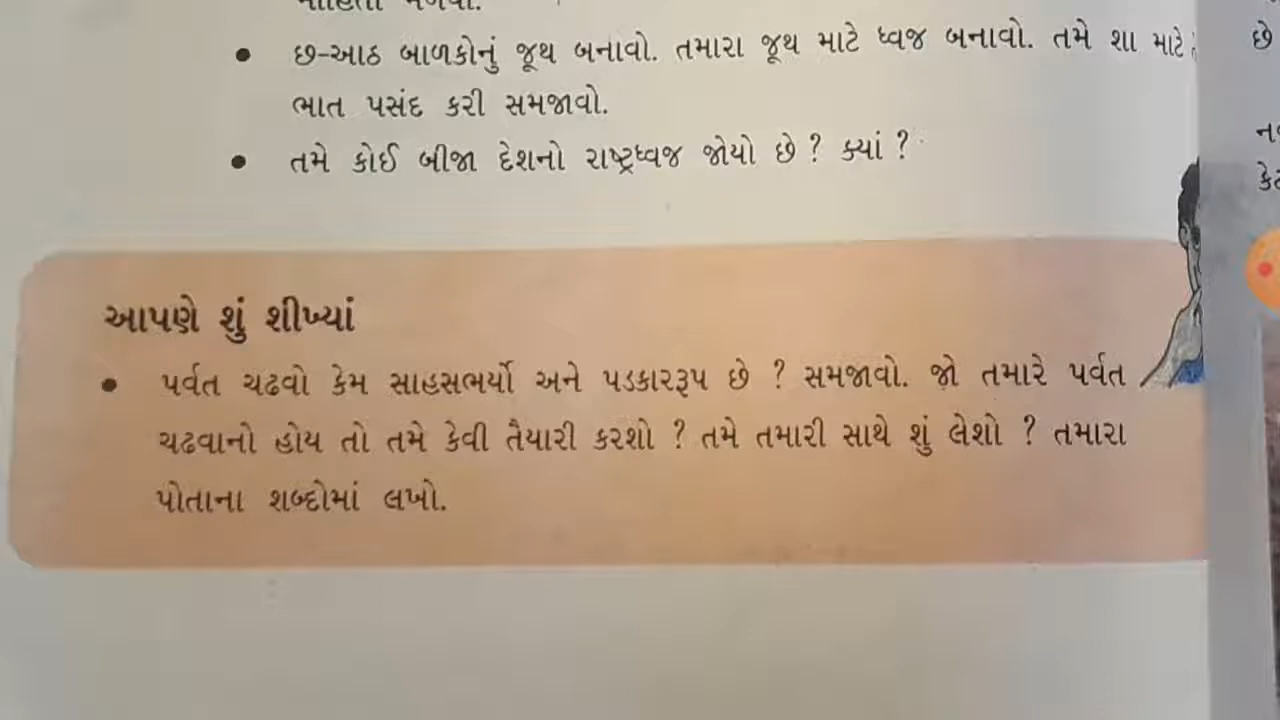 • છ-આઠ બાળકોનું જૂથ બનાવો. તમારા જૂથ માટે ધ્વજ બનાવો. તમે શા માટે
ભાત પસંદ કરી સમજાવો.
• તમે કોઈ બીજા દેશનો રાષ્ટ્રધ્વજ જોયો છે ? ક્યાં ?
આપણે શું શીખ્યાં
• પર્વત ચઢવો કેમ સાહસભર્યો અને પડકારરૂપ છે ? સમજાવો. જો તમારે પર્વત
ચઢવાનો હોય તો તમે કેવી તૈયારી કરશો ? તમે તમારી સાથે શું લેશો ? તમારા
પોતાના શબ્દોમાં લખો.
છે